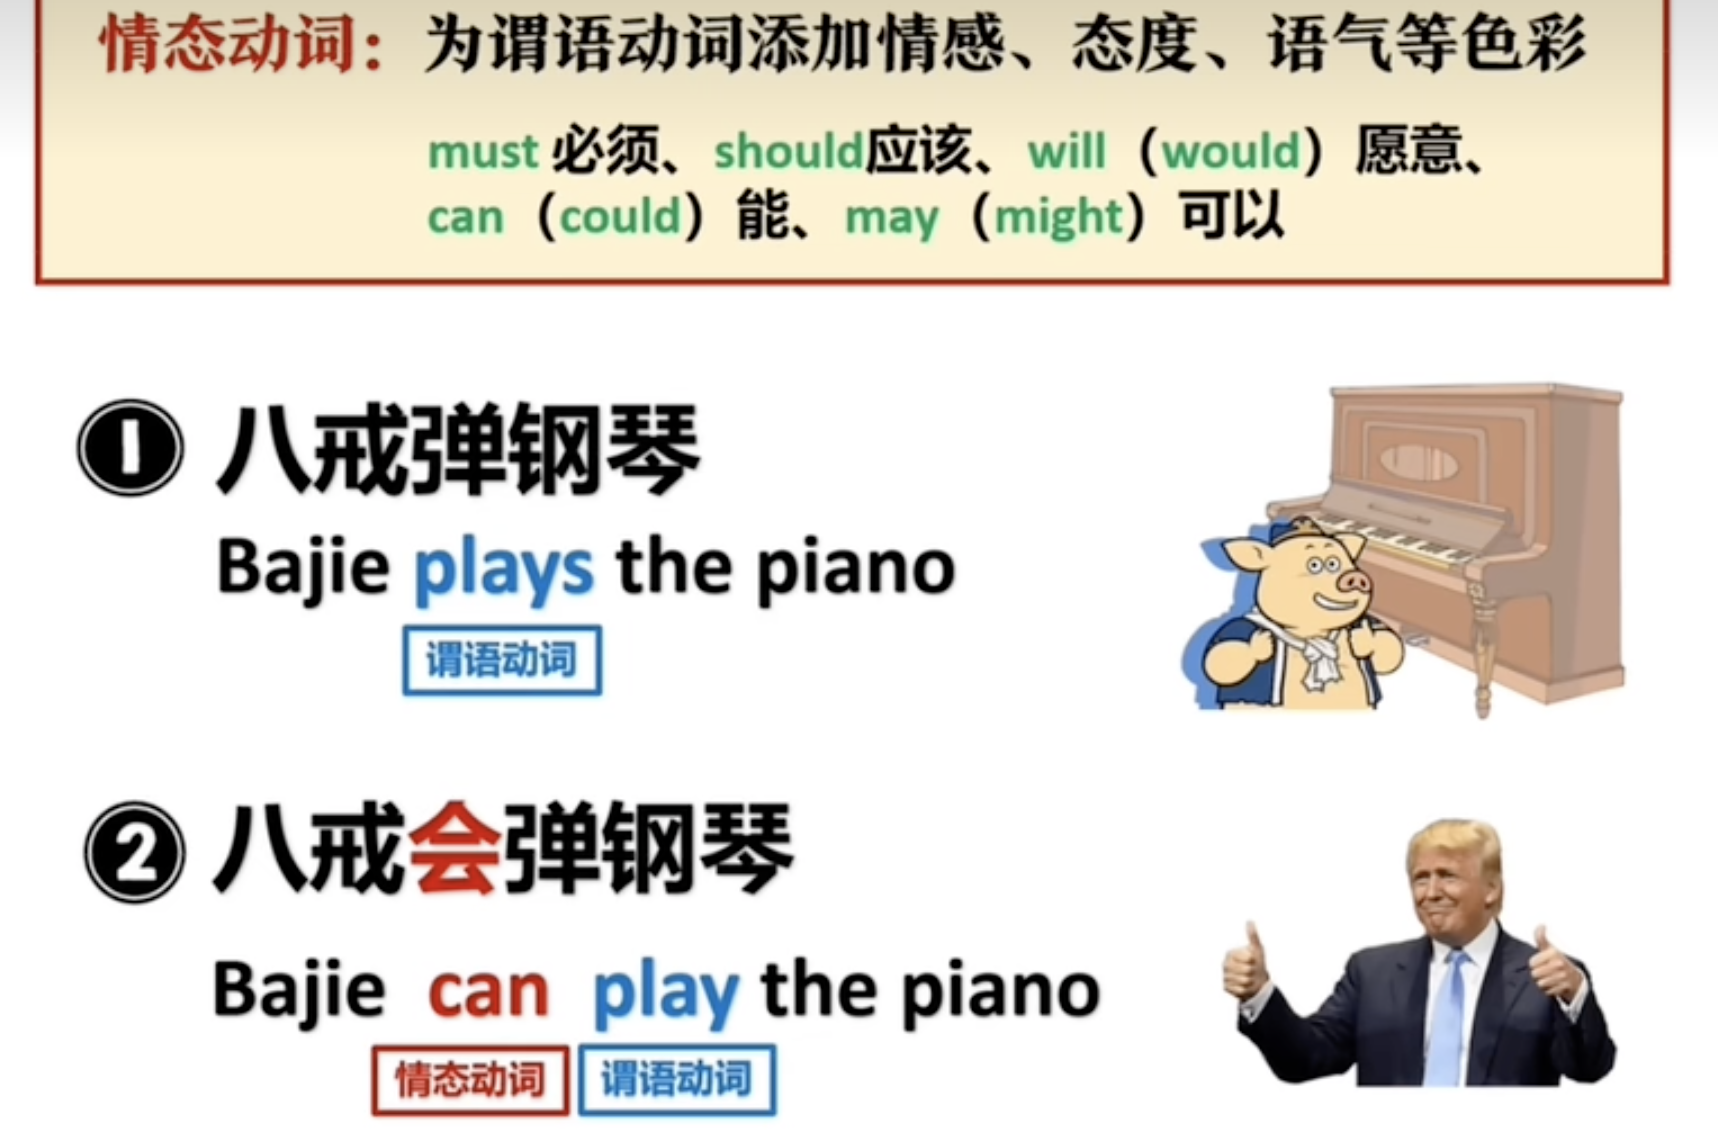 情态动词：为谓语动词添加情感、态度、语气等色彩
must 必须、should应该、will（would）愿意、
can（could）能、may（might）可以
1 八戒弹钢琴
Bajie plays the piano
谓语动词
2 八戒会弹钢琴
Bajie can play the piano
情态动词 谓语动词